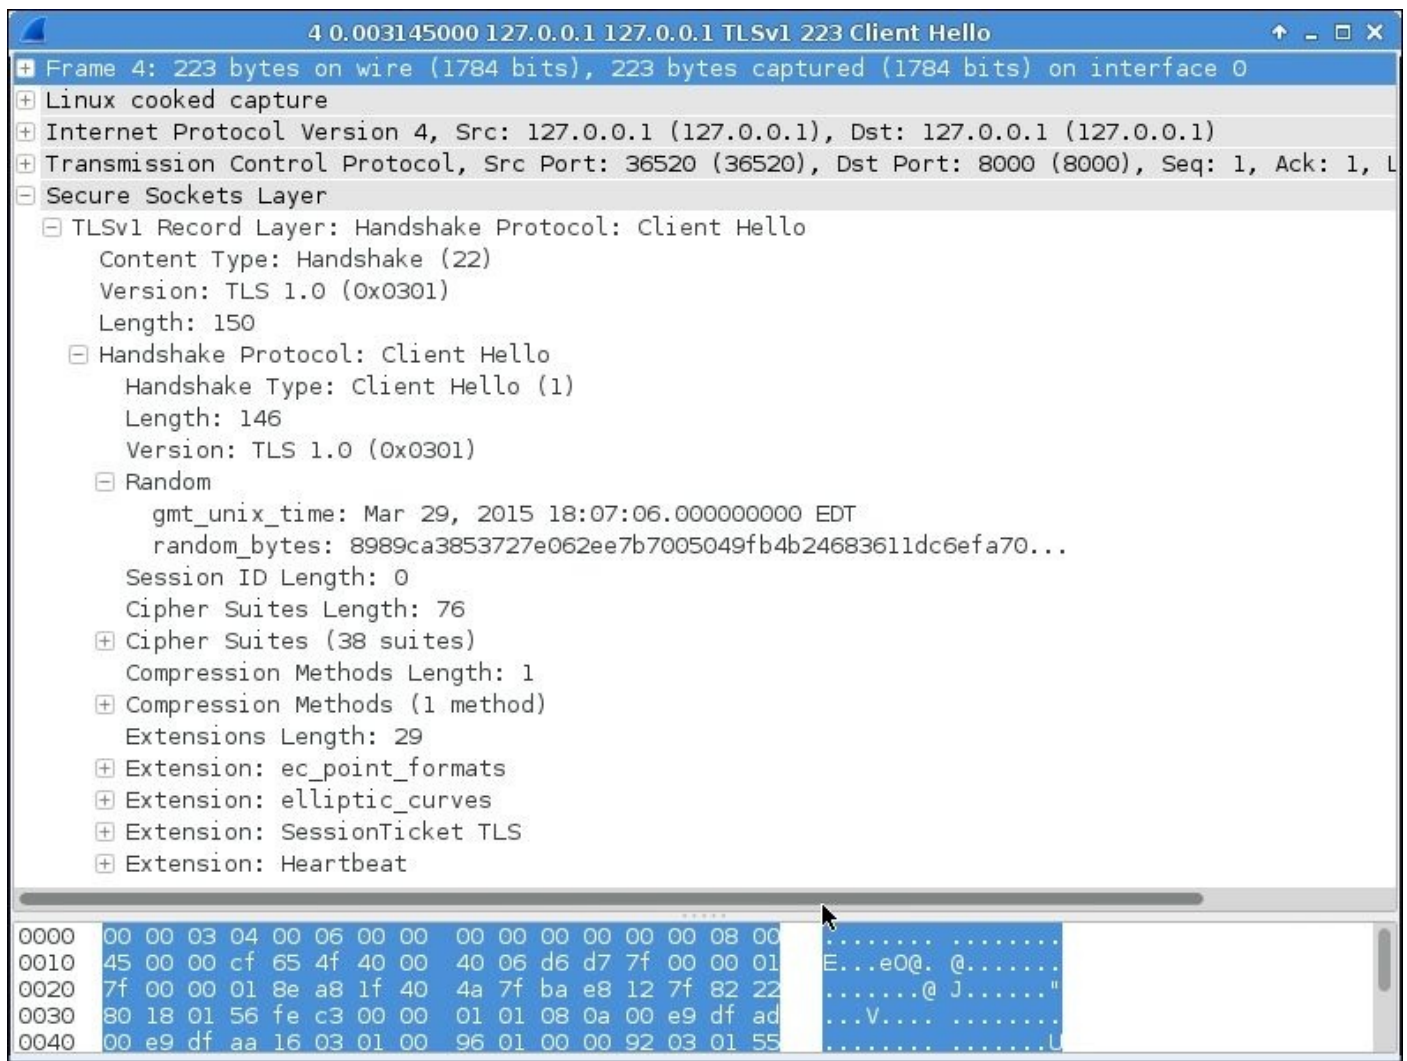 4 0.003145000 127.0.0.1 127.0.0.1 TLSv1 223 Client Hello
Frame 4: 223 bytes on wire (1784 bits), 223 bytes captured (1784 bits) on interface 0
Linux cooked capture
Internet Protocol Version 4, Src: 127.0.0.1 (127.0.0.1), Dst: 127.0.0.1 (127.0.0.1)
Transmission Control Protocol, Src Port: 36520 (36520), Dst Port: 8000 (8000), Seq: 1, Ack: 1, L
Secure Sockets Layer
TLSv1 Record Layer: Handshake Protocol: Client Hello
Content Type: Handshake (22)
Version: TLS 1.0 (0x0301)
Length: 150
Handshake Protocol: Client Hello
Handshake Type: Client Hello (1)
Length: 146
Version: TLS 1.0 (0x0301)
Random
gmt_unix_time: Mar 29, 2015 18:07:06.000000000 EDT
random_bytes: 8989ca3853727e062ee7b7005049fb4b24683611dc6efa70...
Session ID Length: 0
Cipher Suites Length: 76
Cipher Suites (38 suites)
Compression Methods Length: 1
Compression Methods (1 method)
Extensions Length: 29
Extension: ec_point_formats
Extension: elliptic_curves
Extension: SessionTicket TLS
Extension: Heartbeat
0000 00 00 03 04 00 06 00 00 00 00 00 00 00 00 08 00 ........ ........
0010 45 00 00 cf 65 4f 40 00 40 06 d6 d7 7f 00 00 01 E...eO@. @.......
0020 7f 00 00 01 8e a8 1f 40 4a 7f ba e8 12 7f 82 22 .......@ J......"
0030 80 18 01 56 fe c3 00 00 01 01 08 0a 00 e9 df ad ...V.... ........
0040 00 e9 df aa 16 03 01 00 96 01 00 00 92 03 01 55 ........ .......U